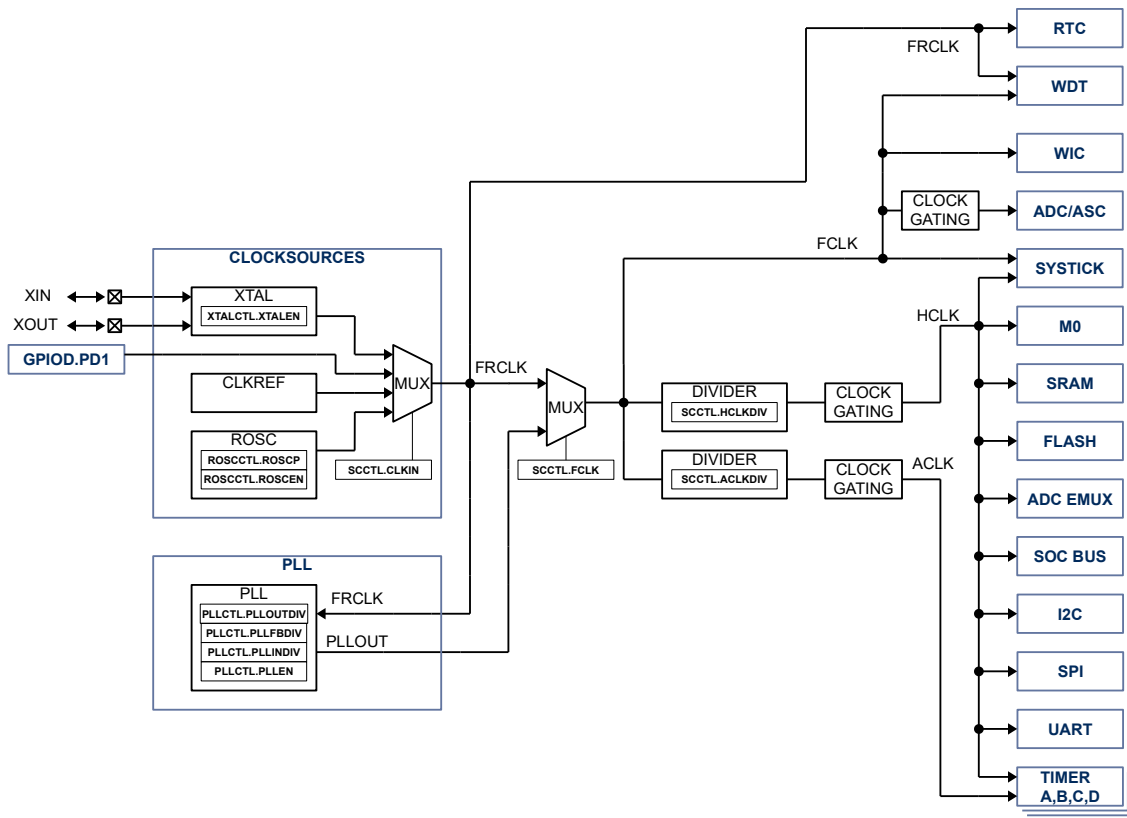 RTC
FRCLK
WDT
WIC
CLOCK
GATING
ADC/ASC
FCLK
SYSTICK
CLOCKSOURCES
XIN
XTAL
XTALCTL.XTALEN
XOUT
HCLK
M0
GPIOD.PD1
FRCLK
CLKREF
MUX
MUX
DIVIDER
SCCTL.HCLKDIV
CLOCK
GATING
SRAM
ROSC
ROSCCTL.ROSCP
ROSCCTL.ROSCEN
SCCTL.CLKIN
SCCTL.FCLK
DIVIDER
SCCTL.ACLKDIV
CLOCK
GATING
ACLK
FLASH
ADC EMUX
PLL
SOC BUS
PLL
PLLCTL.PLLOUTDIV
PLLCTL.PLLFBDIV
PLLCTL.PLLINDIV
PLLCTL.PLLEN
FRCLK
PLLOUT
I2C
SPI
UART
TIMER
A,B,C,D